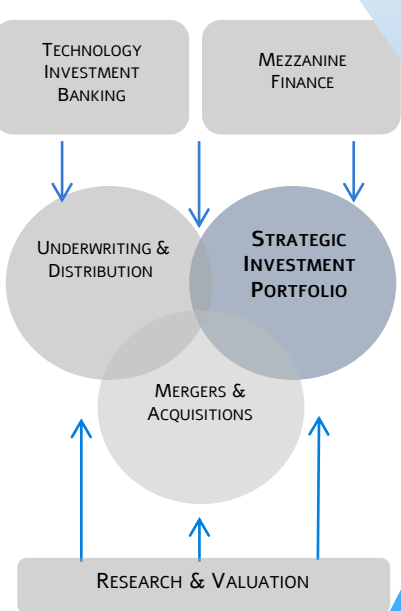 TECHNOLOGY
INVESTMENT
BANKING
MEZZANINE
FINANCE
UNDERWRITING &
DISTRIBUTION
STRATEGIC
INVESTMENT
PORTFOLIO
MERGERS &
ACQUISITIONS
RESEARCH & VALUATION